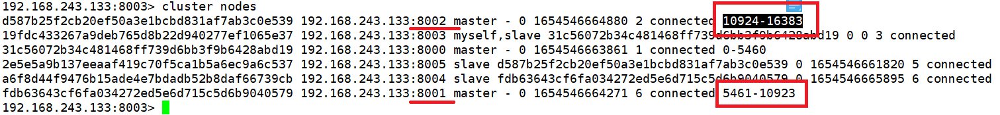 192.168.243.133:8003> cluster nodes
d587b25f2cb20ef50a3e1bcbd831af7ab3c0e539 192.168.243.133:8002 master - 0 1654546664880 2 connected 10924-16383
19fdc433267a9deb765d8b22d940277ef1065e37 192.168.243.133:8003 myself,slave 31c56072b34c481468ff739d6bb3f9b6428abd19 0 0 3 connected
31c56072b34c481468ff739d6bb3f9b6428abd19 192.168.243.133:8000 master - 0 1654546663861 1 connected 0-5460
2e5e5a9b137eeaaf419c70f5ca1b5a6ec9a6c537 192.168.243.133:8005 slave d587b25f2cb20ef50a3e1bcbd831af7ab3c0e539 0 1654546661820 5 connected
a6f8d44f9476b15ade4e7bdadb52b8daf66739cb 192.168.243.133:8004 slave fdb63643cf6fa034272ed5e6d715c5d6b9040579 0 1654546665895 6 connected
fdb63643cf6fa034272ed5e6d715c5d6b9040579 192.168.243.133:8001 master - 0 1654546664271 6 connected 5461-10923
192.168.243.133:8003>